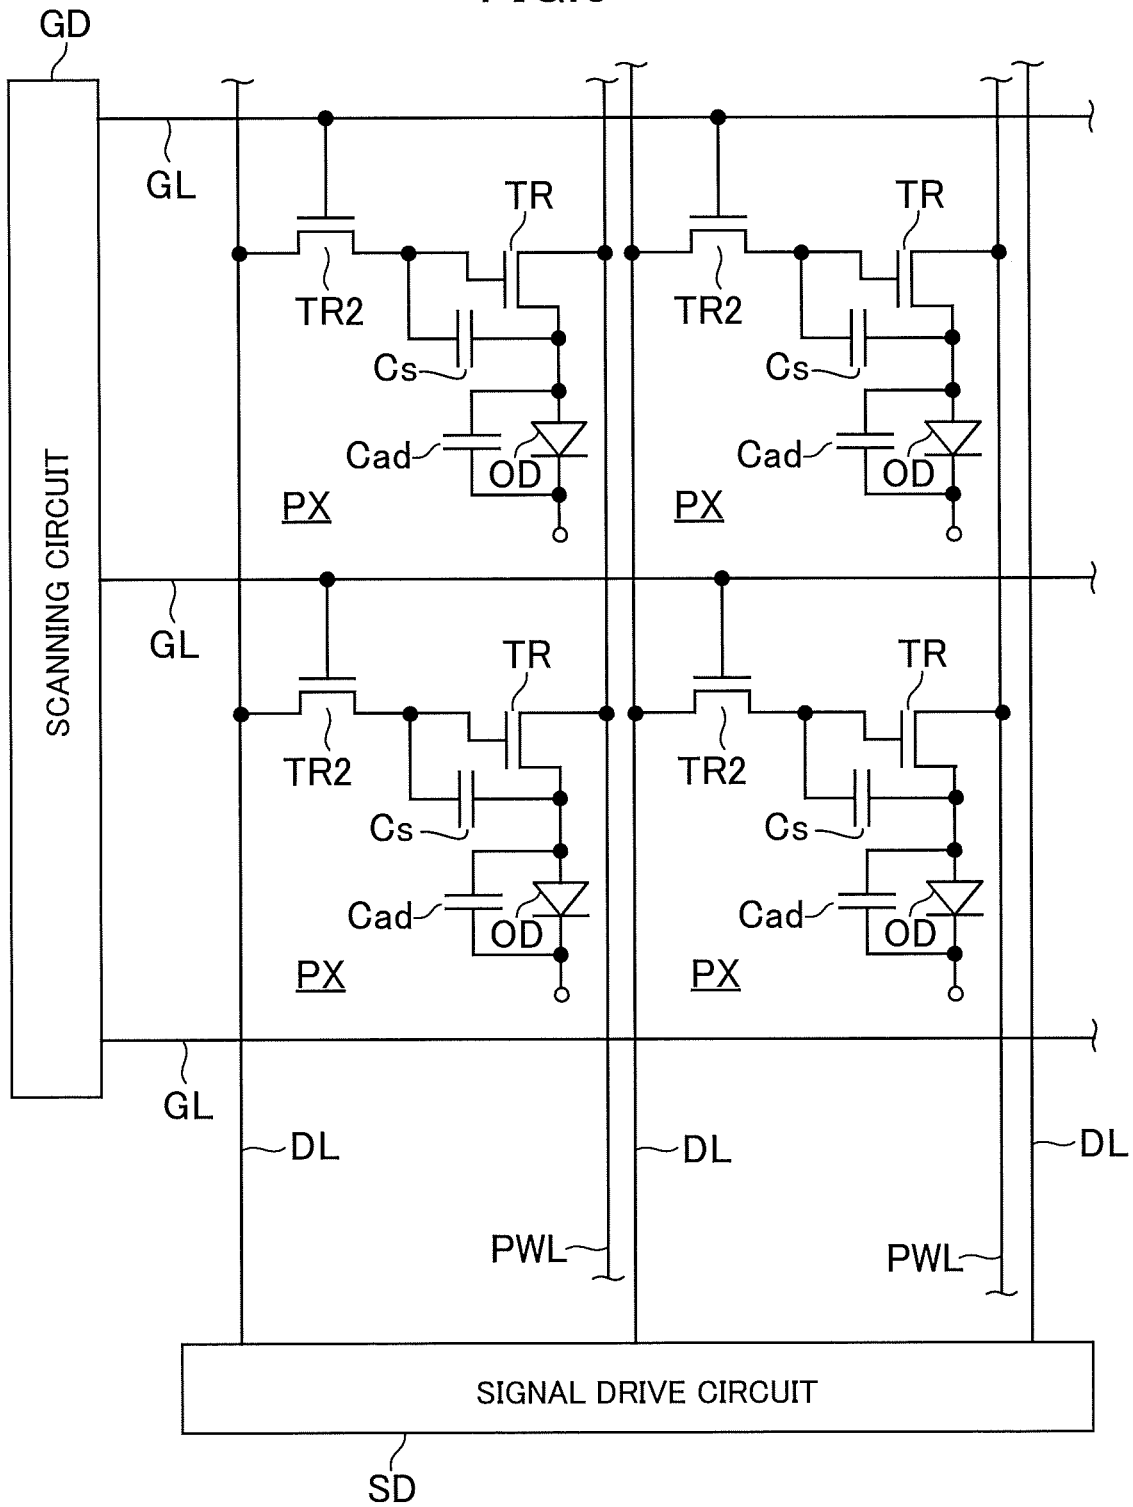 GD
GL
TR
TR
TR2
TR2
Cs
Cs
Cad
OD
Cad
OD
PX
PX
SCANNING CIRCUIT
GL
TR
TR
TR2
TR2
Cs
Cs
Cad
OD
Cad
OD
PX
PX
GL
DL
DL
DL
PWL
PWL
SIGNAL DRIVE CIRCUIT
SD